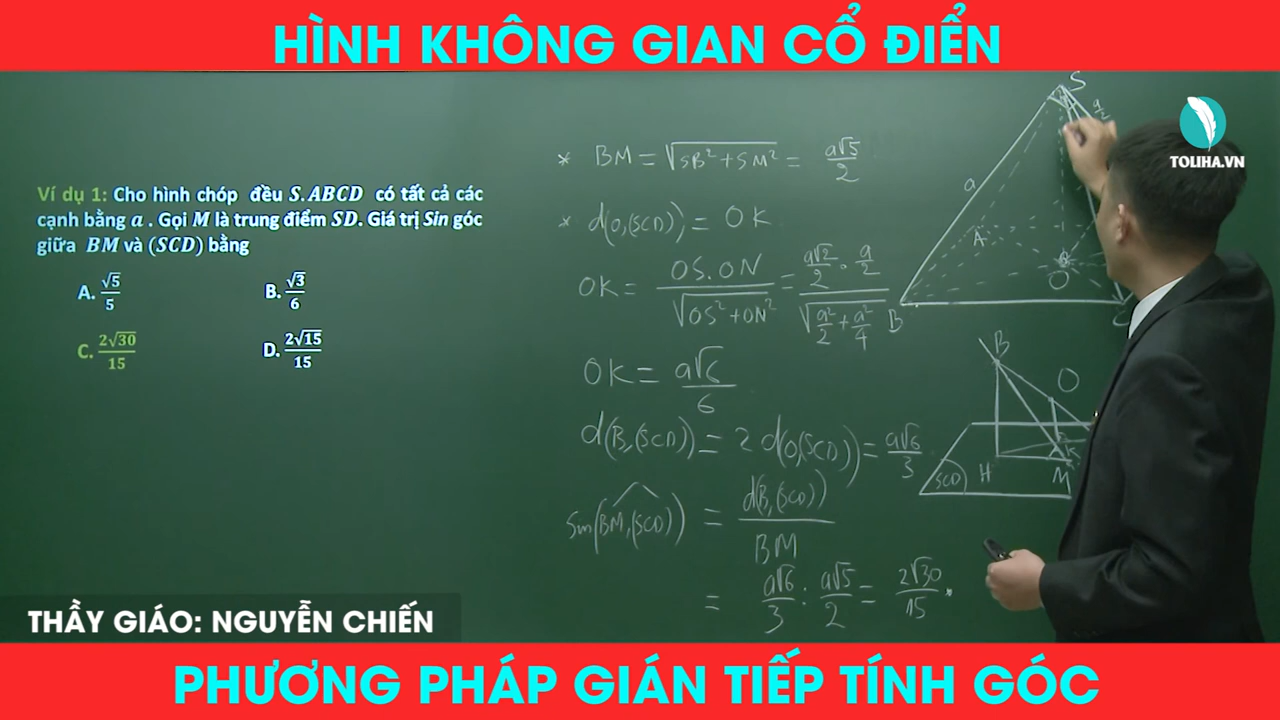 HÌNH KHÔNG GIAN CỔ ĐIỂN
TOLIHA.VN
Ví dụ 1: Cho hình chóp đều S.ABCD có tất cả các
cạnh bằng a . Gọi M là trung điểm SD. Giá trị Sin góc
giữa BM và (SCD) bằng
A. √5/5
B. √3/6
C. 2√30/15
D. 2√15/15
* BM = √(SB² + SM²) = a√5/2
* d(O,(SCD)) = OK
OK = OS.ON/√(OS² + ON²) = (a√2/2 . a/2)/√(a²/2 + a²/4)
OK = a√6/6
d(B,(SCD)) = 2 d(O,(SCD)) = a√6/3
Sin(BM,(SCD)) = d(B,(SCD))/BM
= a√6/3 : a√5/2 = 2√30/15 .
S
a/2
a
A
O
B
C
B
O
K
H
M
SCD
THẦY GIÁO: NGUYỄN CHIẾN
PHƯƠNG PHÁP GIÁN TIẾP TÍNH GÓC